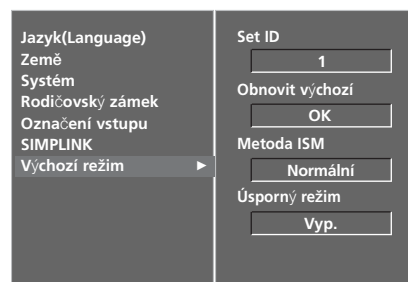 Jazyk(Language)
Země
Systém
Rodičovský zámek
Označení vstupu
SIMPLINK
Výchozí režim ►
Set ID
1
Obnovit výchozí
OK
Metoda ISM
Normální
Úsporný režim
Vyp.